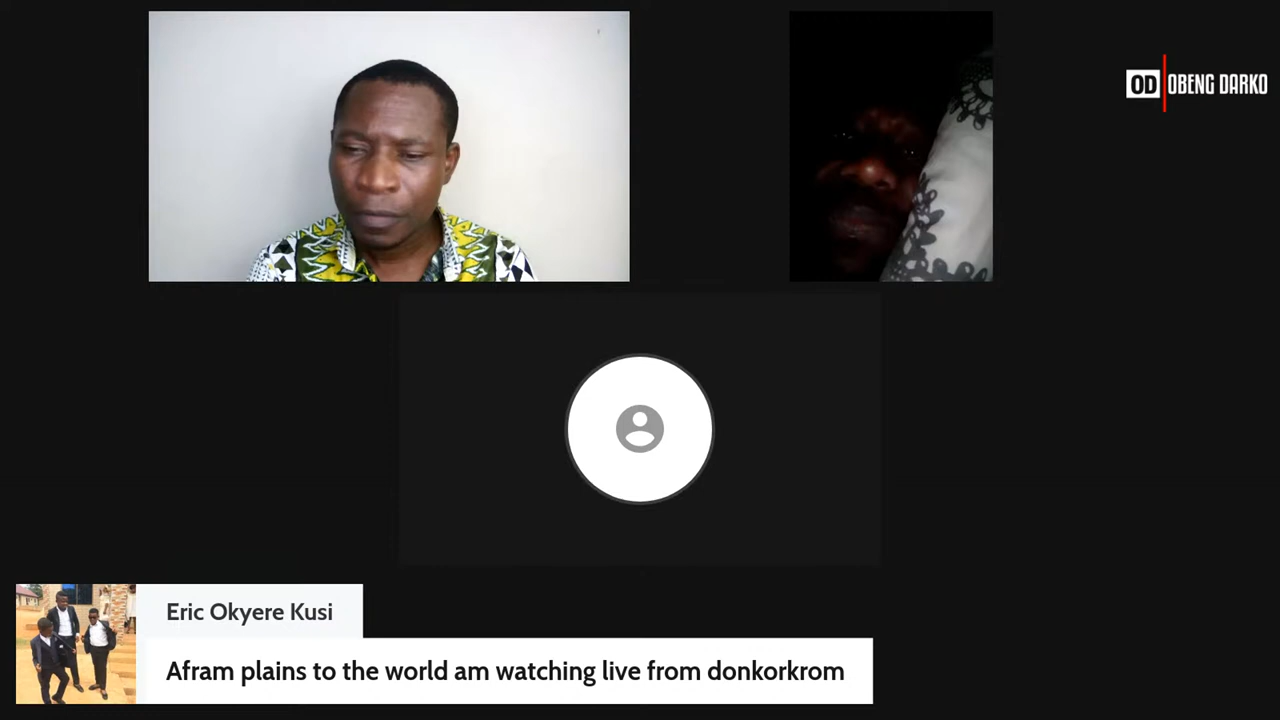 OD OBENG DARKO
Eric Okyere Kusi
Afram plains to the world am watching live from donkorkrom